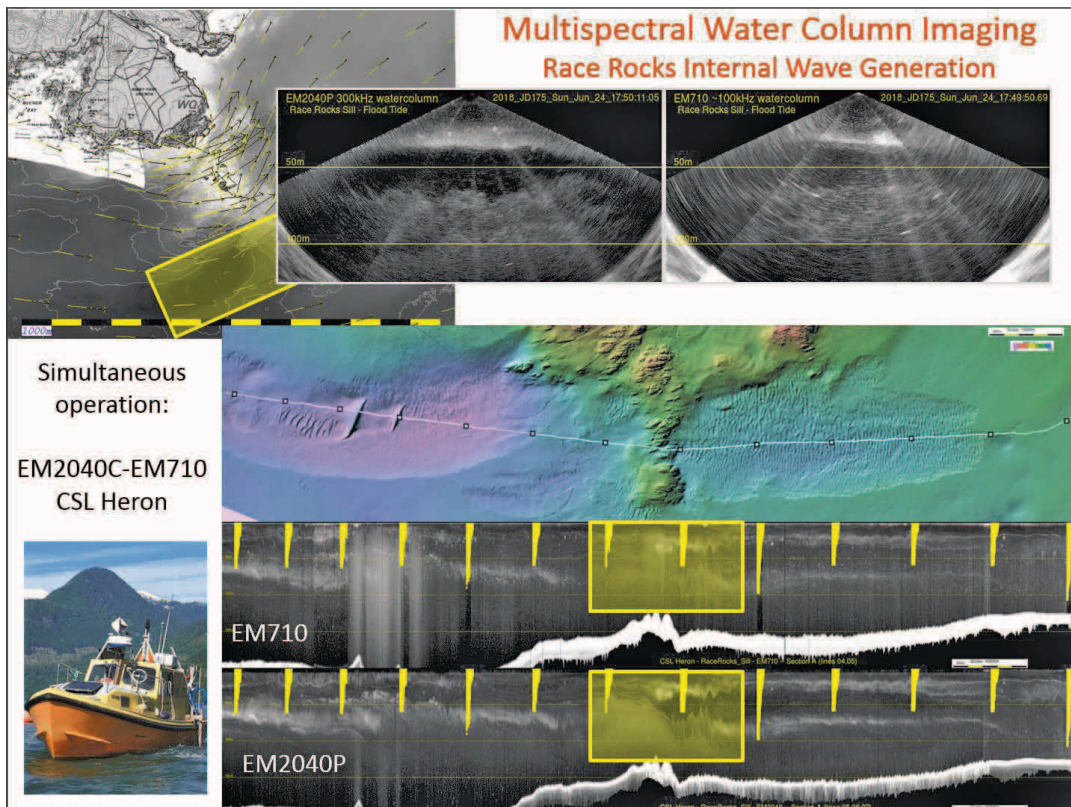 Multispectral Water Column Imaging
Race Rocks Internal Wave Generation
EM2040P 300kHz watercolumn
2018_JD175_Sun_Jun_24_17:50:11.05
Race Rocks Sill - Flood Tide
50m
100m
EM710 ~100kHz watercolumn
2018_JD175_Sun_Jun_24_17:49:50.69
Race Rocks Sill - Flood Tide
50m
1000m
Simultaneous
operation:
EM2040C-EM710
CSL Heron
EM710
CSL Heron - RaceRocks_Sill - EM710 -- Section A (lines 04,05)
EM2040P